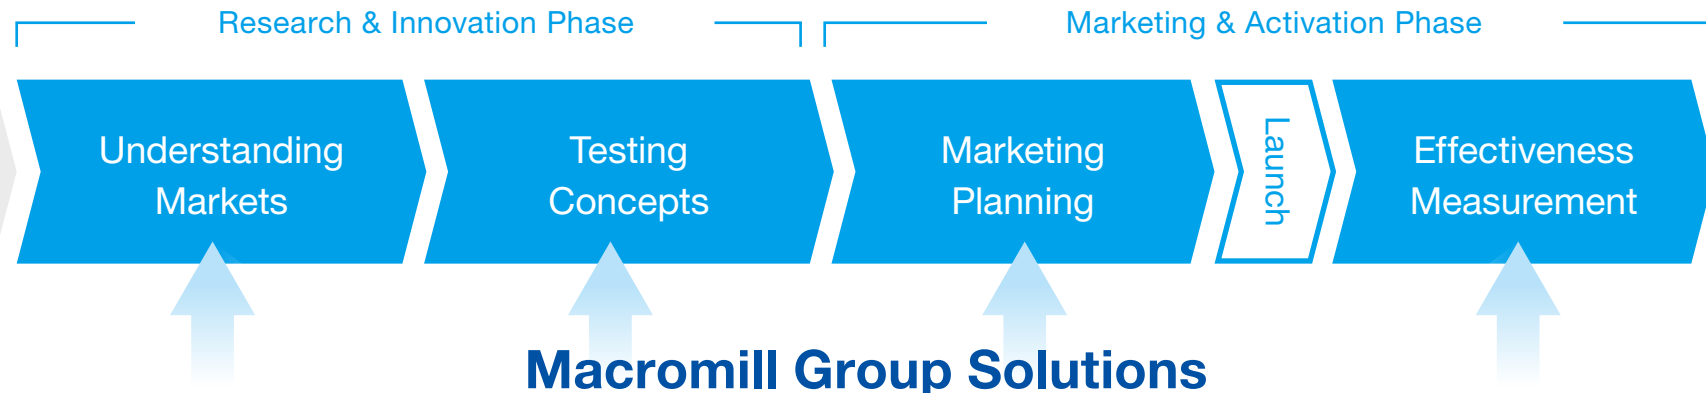 Research & Innovation Phase
Marketing & Activation Phase
Understanding
Markets
Testing
Concepts
Marketing
Planning
Launch
Effectiveness
Measurement
Macromill Group Solutions